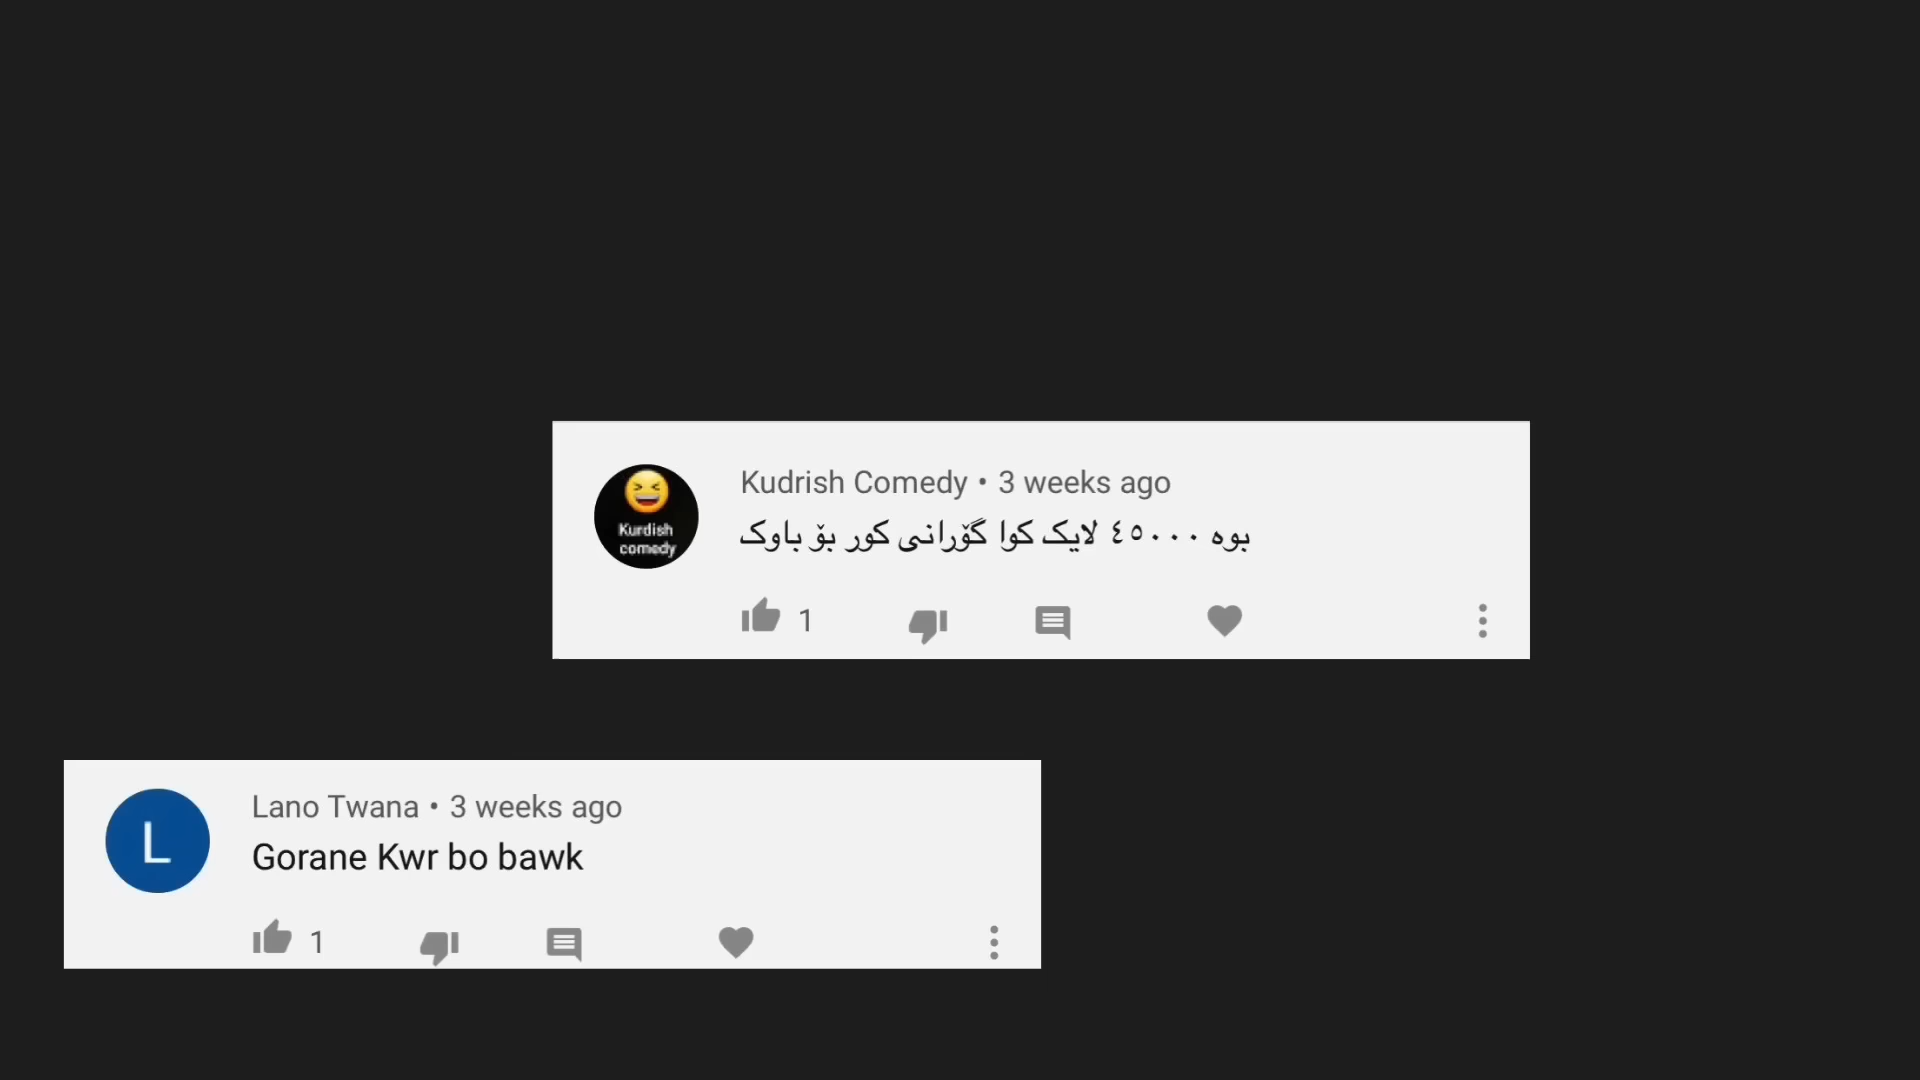 Kurdish
comedy
Kudrish Comedy • 3 weeks ago
بوه ٤٥٠٠٠ لایک کوا گۆرانی کور بۆ باوک
1
L
Lano Twana • 3 weeks ago
Gorane Kwr bo bawk
1